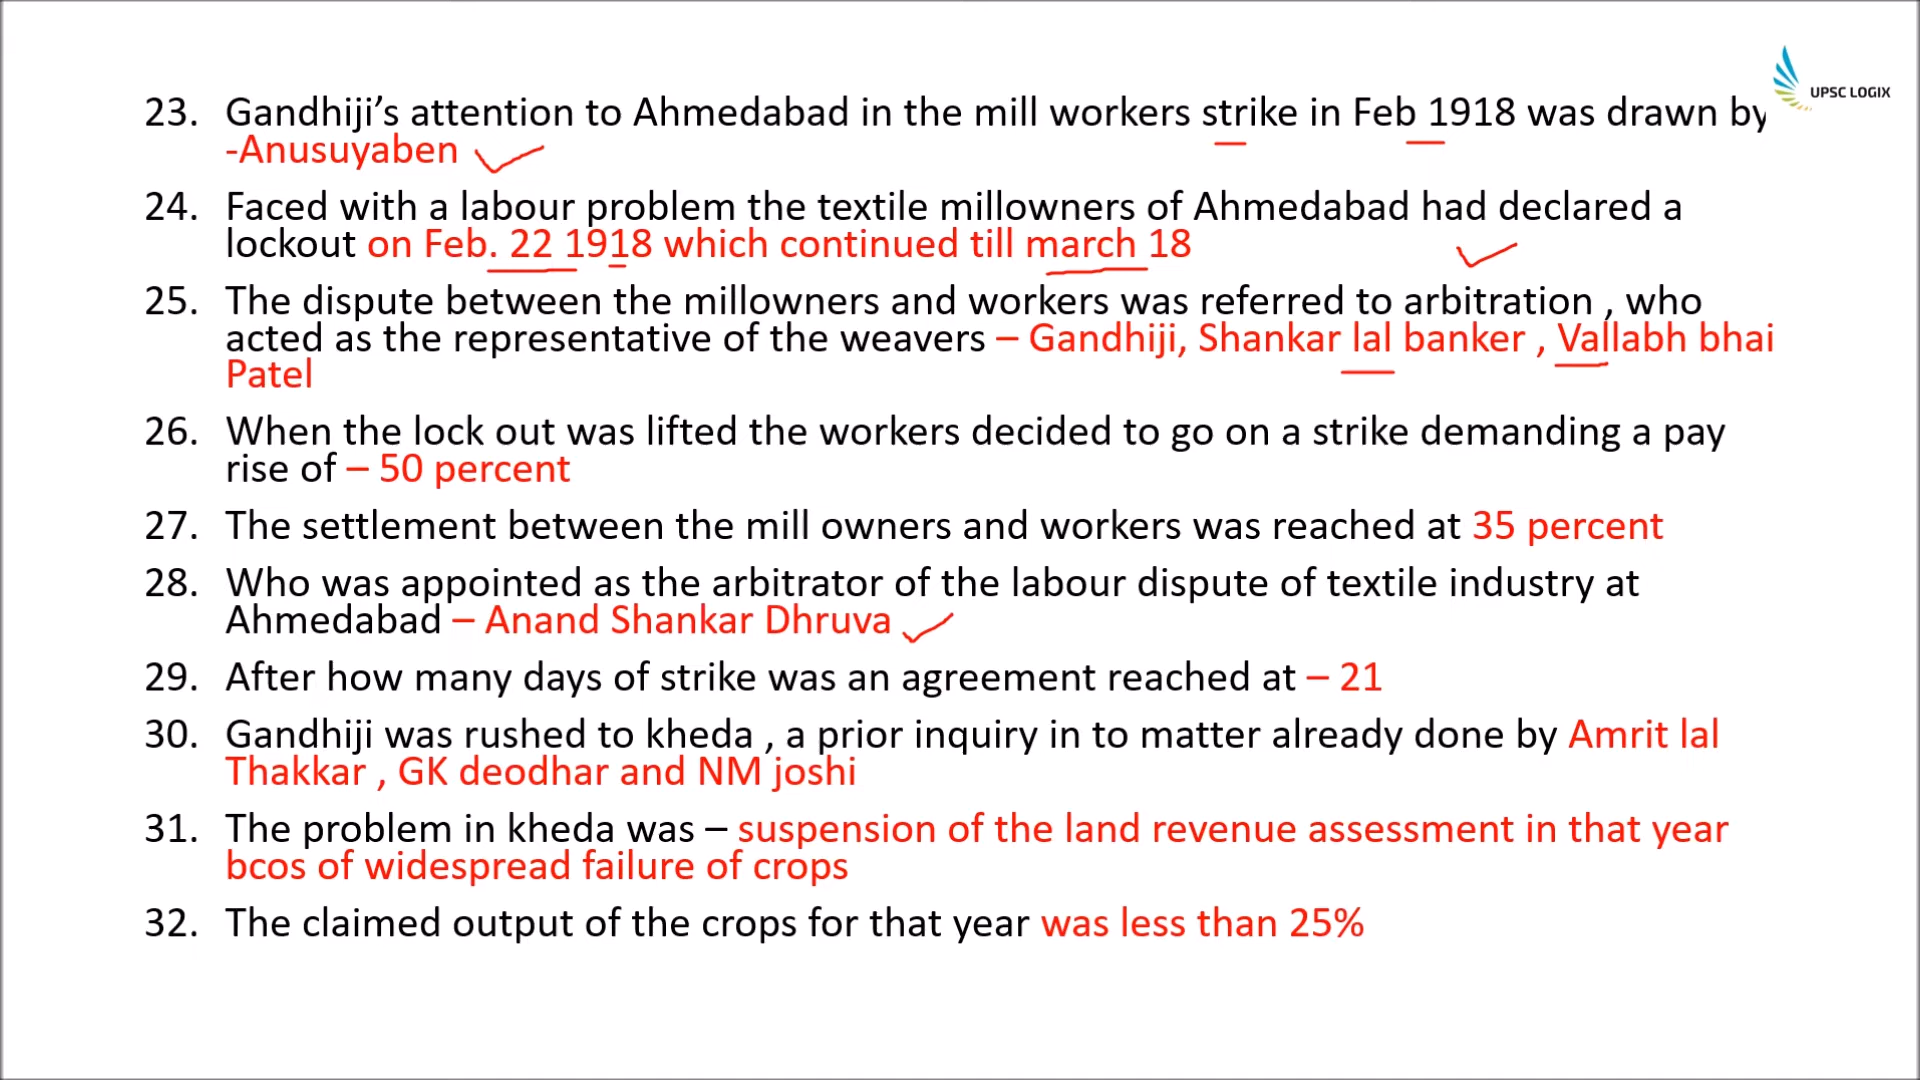 UPSC LOGIX
23. Gandhiji’s attention to Ahmedabad in the mill workers strike in Feb 1918 was drawn by
-Anusuyaben
24. Faced with a labour problem the textile millowners of Ahmedabad had declared a
lockout on Feb. 22 1918 which continued till march 18
25. The dispute between the millowners and workers was referred to arbitration , who
acted as the representative of the weavers – Gandhiji, Shankar lal banker , Vallabh bhai
Patel
26. When the lock out was lifted the workers decided to go on a strike demanding a pay
rise of – 50 percent
27. The settlement between the mill owners and workers was reached at 35 percent
28. Who was appointed as the arbitrator of the labour dispute of textile industry at
Ahmedabad – Anand Shankar Dhruva
29. After how many days of strike was an agreement reached at – 21
30. Gandhiji was rushed to kheda , a prior inquiry in to matter already done by Amrit lal
Thakkar , GK deodhar and NM joshi
31. The problem in kheda was – suspension of the land revenue assessment in that year
bcos of widespread failure of crops
32. The claimed output of the crops for that year was less than 25%